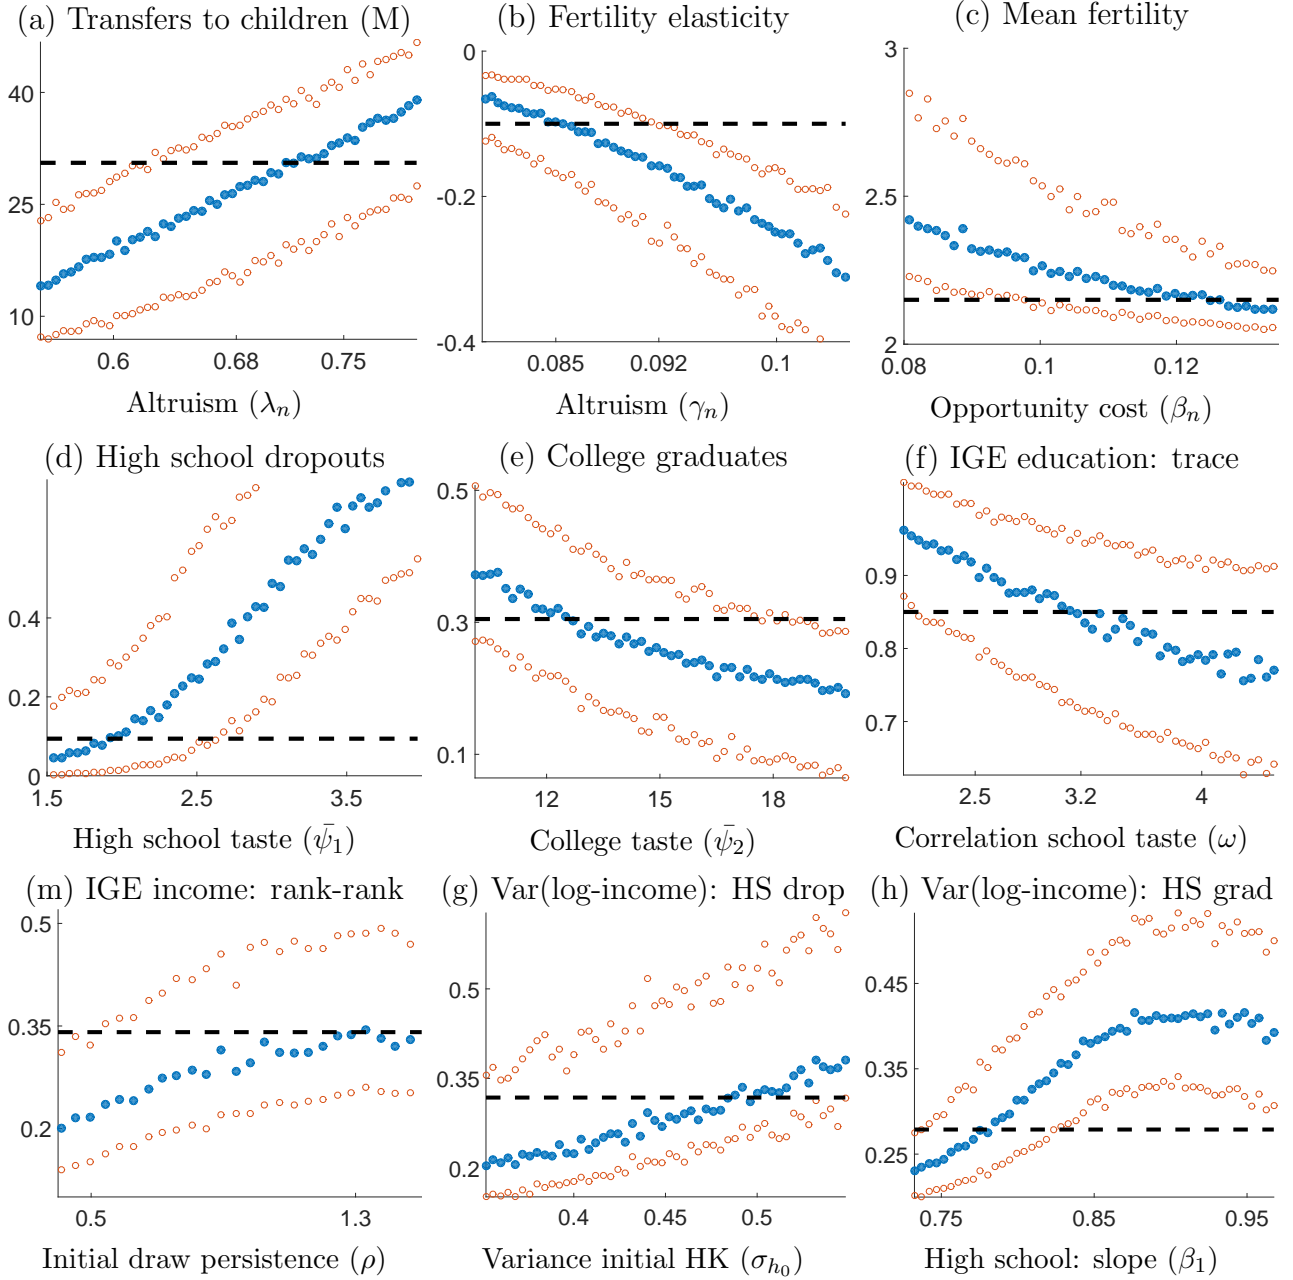 (a) Transfers to children (M)
40
25
10
0.6
0.68
0.75
Altruism (λn)
(b) Fertility elasticity
0
-0.2
-0.4
0.085
0.092
0.1
Altruism (γn)
(c) Mean fertility
3
2.5
2
0.08
0.1
0.12
Opportunity cost (βn)
(d) High school dropouts
0.4
0.2
0
1.5
2.5
3.5
High school taste (ψ̄1)
(e) College graduates
0.5
0.3
0.1
12
15
18
College taste (ψ̄2)
(f) IGE education: trace
0.9
0.8
0.7
2.5
3.2
4
Correlation school taste (ω)
(m) IGE income: rank-rank
0.5
0.35
0.2
0.5
1.3
Initial draw persistence (ρ)
(g) Var(log-income): HS drop
0.5
0.35
0.2
0.4
0.45
0.5
Variance initial HK (σh0)
(h) Var(log-income): HS grad
0.45
0.35
0.25
0.75
0.85
0.95
High school: slope (β1)